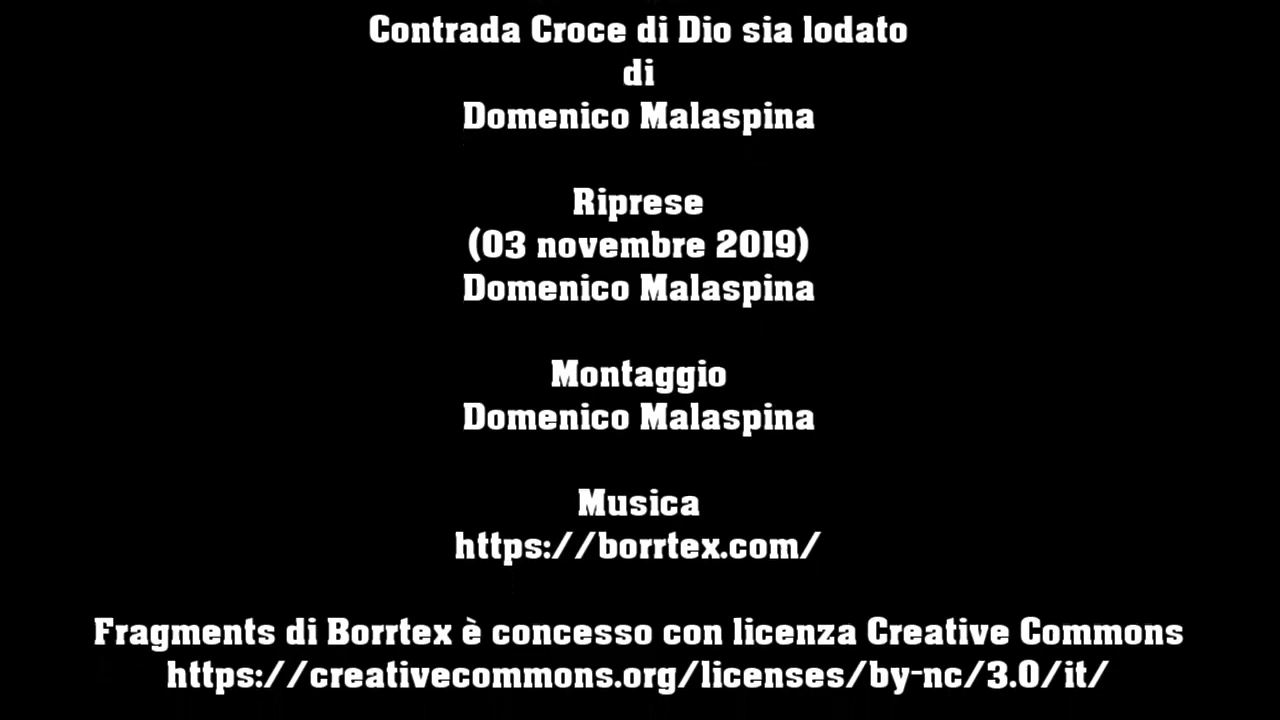 Contrada Croce di Dio sia lodato
di
Domenico Malaspina
Riprese
(03 novembre 2019)
Domenico Malaspina
Montaggio
Domenico Malaspina
Musica
https://borrtex.com/
Fragments di Borrtex è concesso con licenza Creative Commons
https://creativecommons.org/licenses/by-nc/3.0/it/